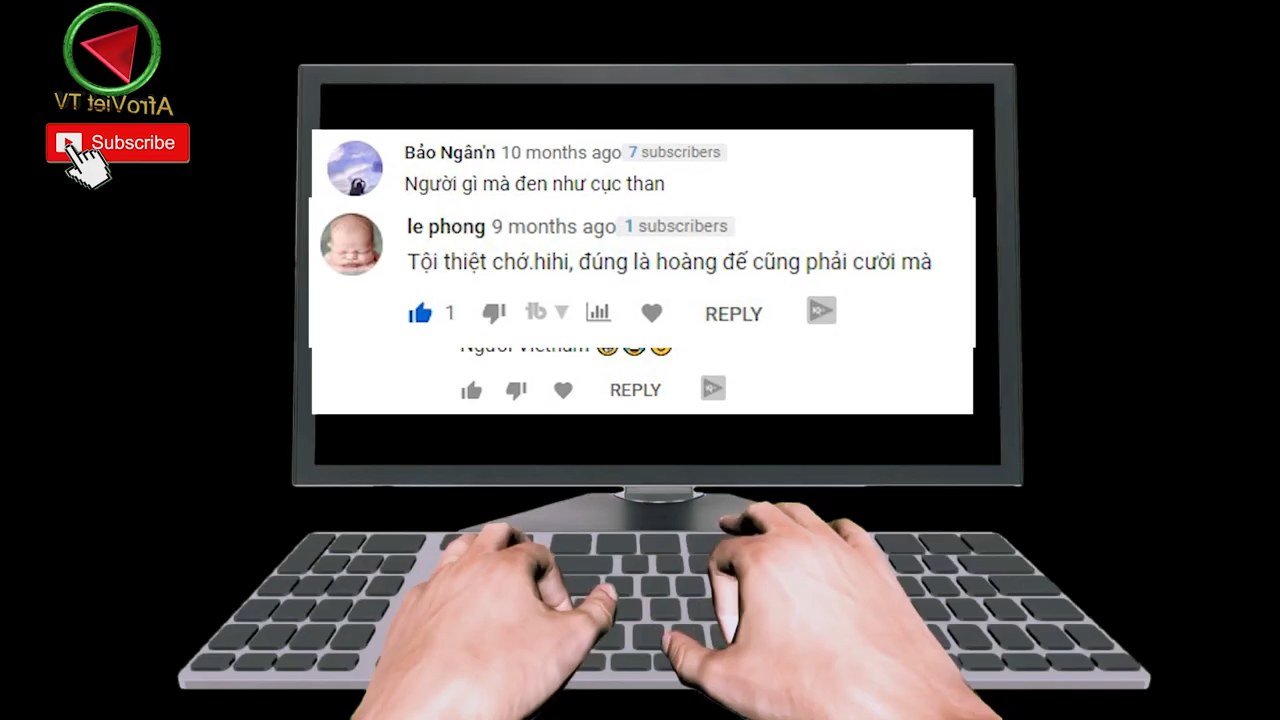 AfroViet TV
Subscribe
Bảo Ngân'n 10 months ago 7 subscribers
Người gì mà đen như cục than
le phong 9 months ago 1 subscribers
Tội thiệt chớ.hihi, đúng là hoàng đế cũng phải cười mà
1 REPLY
Người Vietnam
REPLY